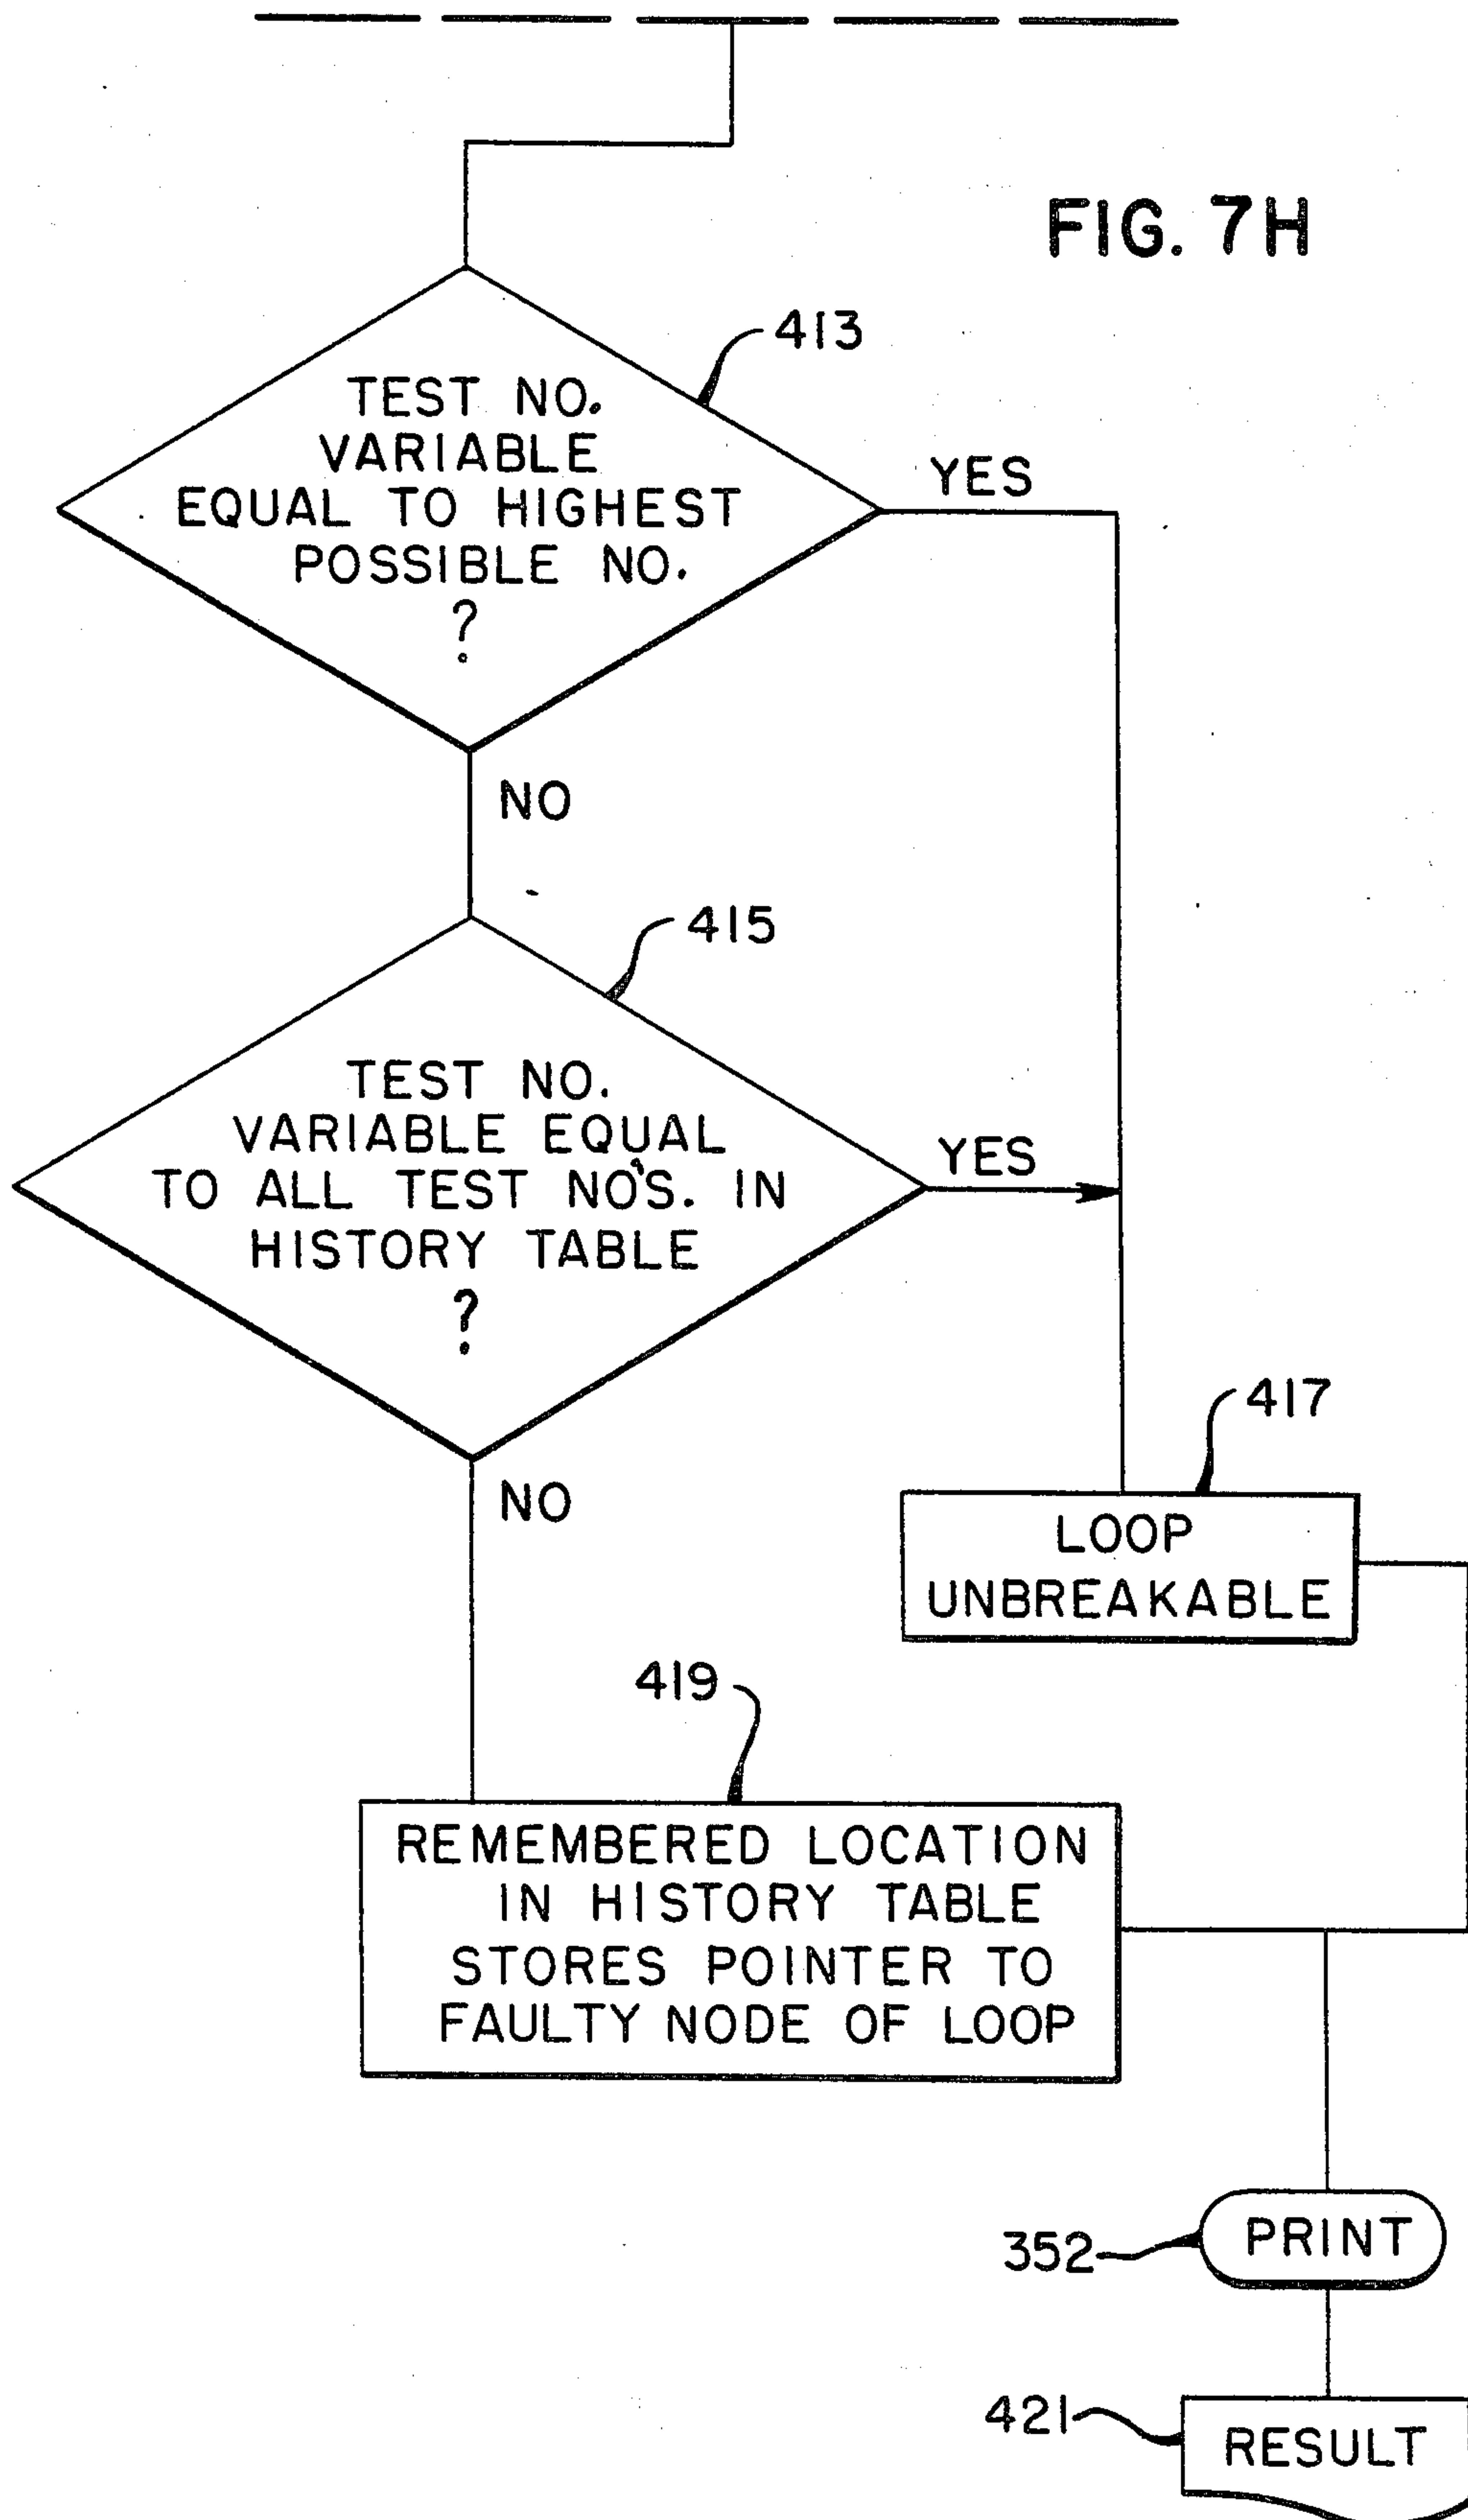 FIG. 7H
413
TEST NO.
VARIABLE
EQUAL TO HIGHEST
POSSIBLE NO.
?
YES
NO
415
TEST NO.
VARIABLE EQUAL
TO ALL TEST NO'S. IN
HISTORY TABLE
?
YES
NO
417
LOOP
UNBREAKABLE
419
REMEMBERED LOCATION
IN HISTORY TABLE
STORES POINTER TO
FAULTY NODE OF LOOP
352
PRINT
421
RESULT